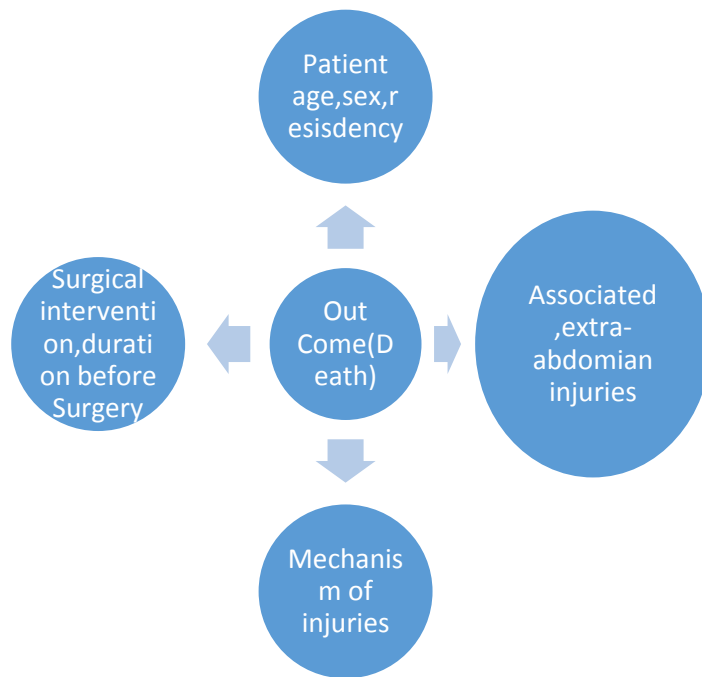 Patient
age,sex,r
esisdency
Surgical
interventi
on,durati
on before
Surgery
Out
Come(D
eath)
Associated
,extra-
abdomian
injuries
Mechanis
m of
injuries